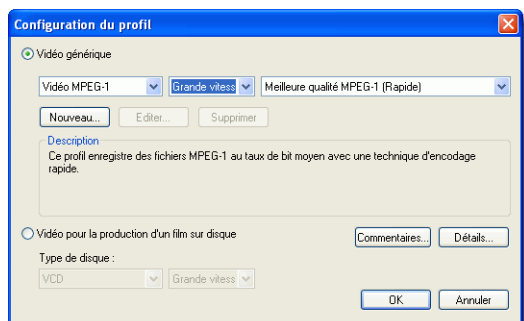 Configuration du profil
Vidéo générique
Vidéo MPEG-1 Grande vitess Meilleure qualité MPEG-1 (Rapide)
Nouveau... Editer... Supprimer
Description
Ce profil enregistre des fichiers MPEG-1 au taux de bit moyen avec une technique d'encodage
rapide.
Vidéo pour la production d'un film sur disque
Commentaires... Détails...
Type de disque :
VCD Grande vitess
OK Annuler